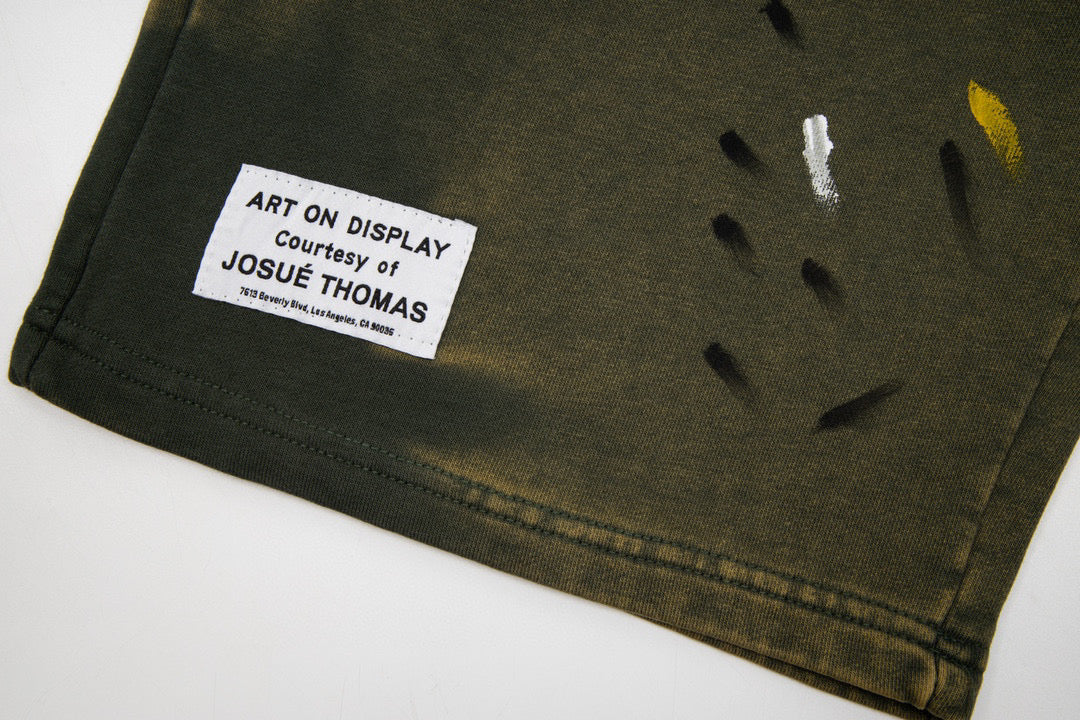 ART ON DISPLAY
Courtesy of
JOSUÉ THOMAS
7613 Beverly Blvd, Los Angeles, CA 90036